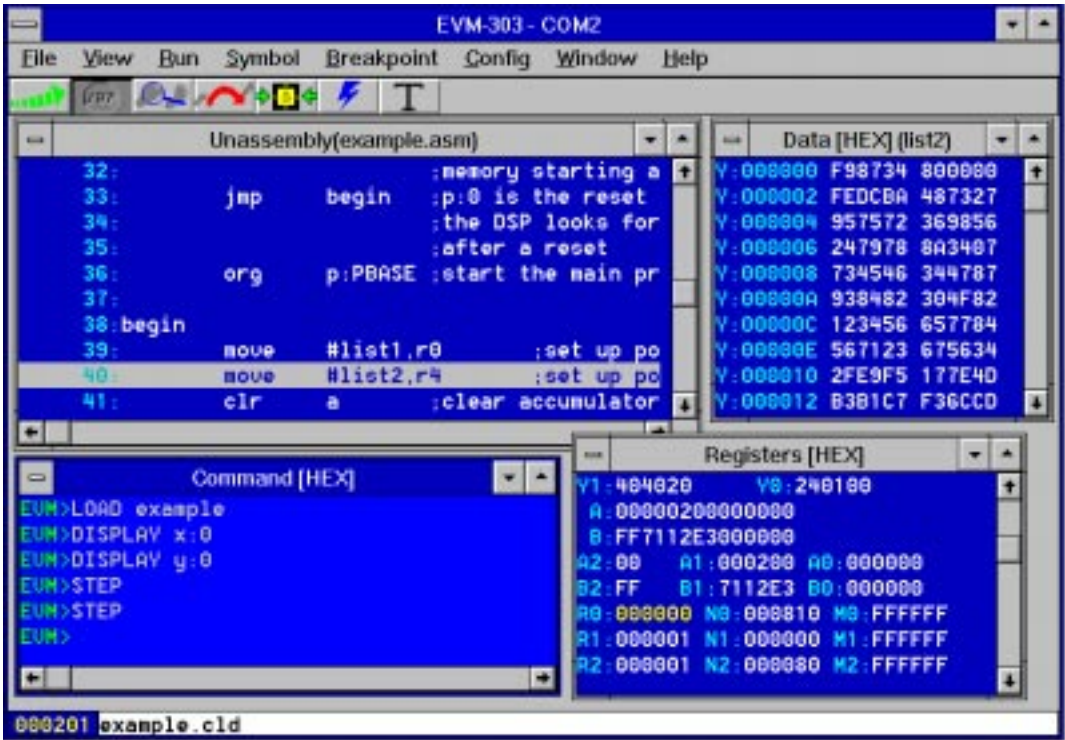 EVM-303 - COM2
File View Run Symbol Breakpoint Config Window Help
T
Unassembly(example.asm)
32: ;memory starting a
33: jmp begin ;p:0 is the reset
34: ;the DSP looks for
35: ;after a reset
36: org p:PBASE ;start the main pr
37:
38:begin
39: move #list1,r0 ;set up po
40: move #list2,r4 ;set up po
41: clr a ;clear accumulator
Data [HEX] (list2)
Y:000000 F98734 800000
Y:000002 FEDCBA 487327
Y:000004 957572 369856
Y:000006 247978 8A3407
Y:000008 734546 344787
Y:00000A 938482 304F82
Y:00000C 123456 657784
Y:00000E 567123 675634
Y:000010 2FE9F5 177E4D
Y:000012 B3B1C7 F36CCD
Command [HEX]
EVM>LOAD example
EVM>DISPLAY x:0
EVM>DISPLAY y:0
EVM>STEP
EVM>STEP
EVM>
Registers [HEX]
Y1:404020 Y0:240100
A:00000200000000
B:FF7112E3000000
A2:00 A1:000200 A0:000000
B2:FF B1:7112E3 B0:000000
R0:000000 N0:000810 M0:FFFFFF
R1:000001 N1:000000 M1:FFFFFF
R2:000001 N2:000080 M2:FFFFFF
000201 example.cld